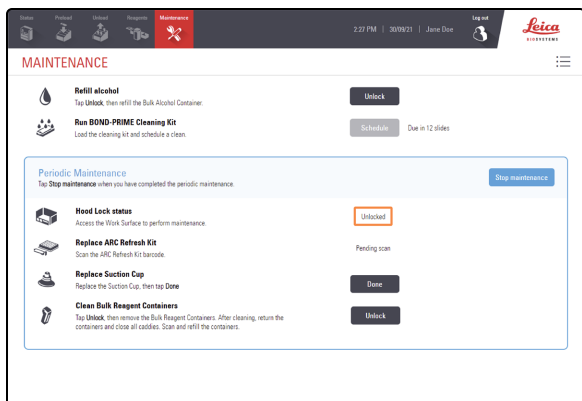 Status Preload Unload Reagents Maintenance
2:27 PM | 30/09/21 | Jane Doe
Log out
Leica
BIOSYSTEMS
MAINTENANCE
Refill alcohol
Tap Unlock, then refill the Bulk Alcohol Container.
Unlock
Run BOND-PRIME Cleaning Kit
Load the cleaning kit and schedule a clean.
Schedule
Due in 12 slides
Periodic Maintenance
Tap Stop maintenance when you have completed the periodic maintenance.
Stop maintenance
Hood Lock status
Access the Work Surface to perform maintenance.
Unlocked
Replace ARC Refresh Kit
Scan the ARC Refresh Kit barcode.
Pending scan
Replace Suction Cup
Replace the Suction Cup, then tap Done
Done
Clean Bulk Reagent Containers
Tap Unlock, then remove the Bulk Reagent Containers. After cleaning, return the
containers and close all caddies. Scan and refill the containers.
Unlock